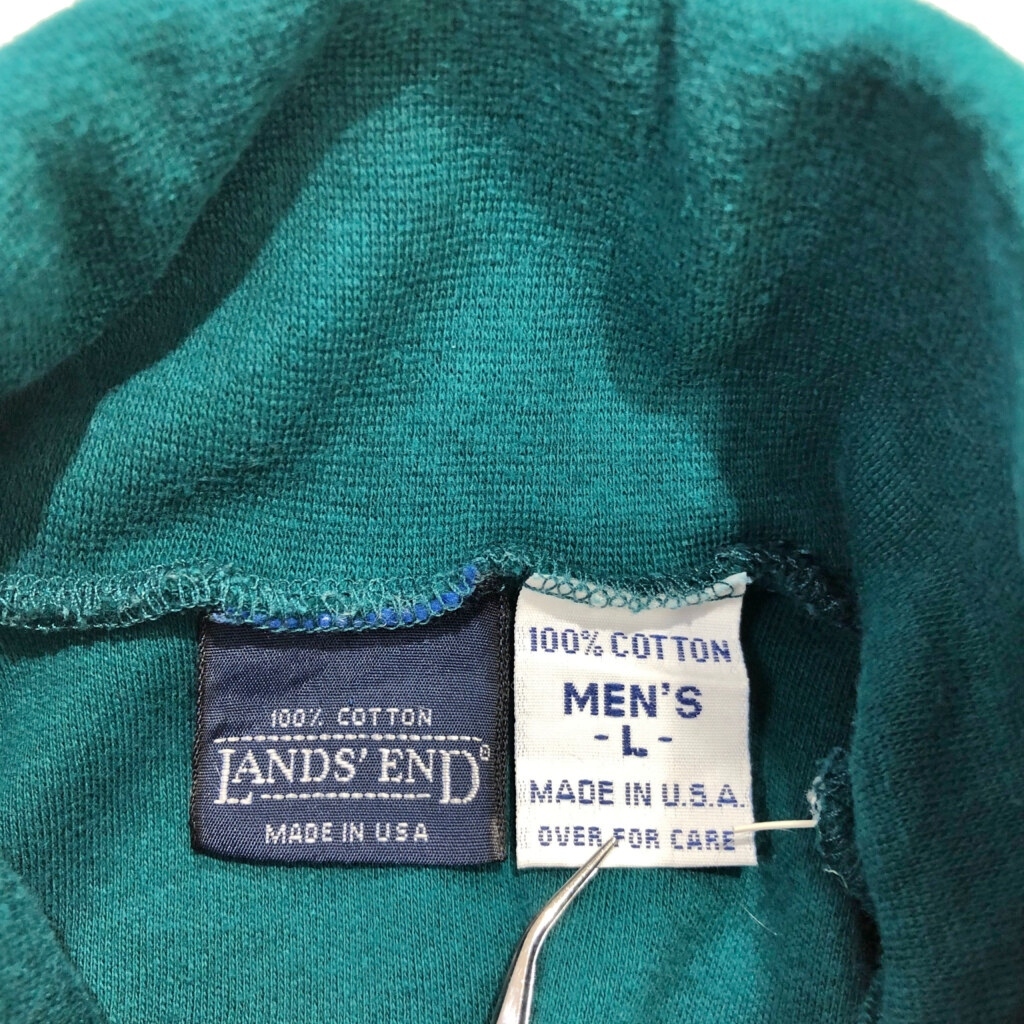 100% COTTON
LANDS' END®
MADE IN USA
100% COTTON
MEN'S
- L -
MADE IN U.S.A.
OVER FOR CARE